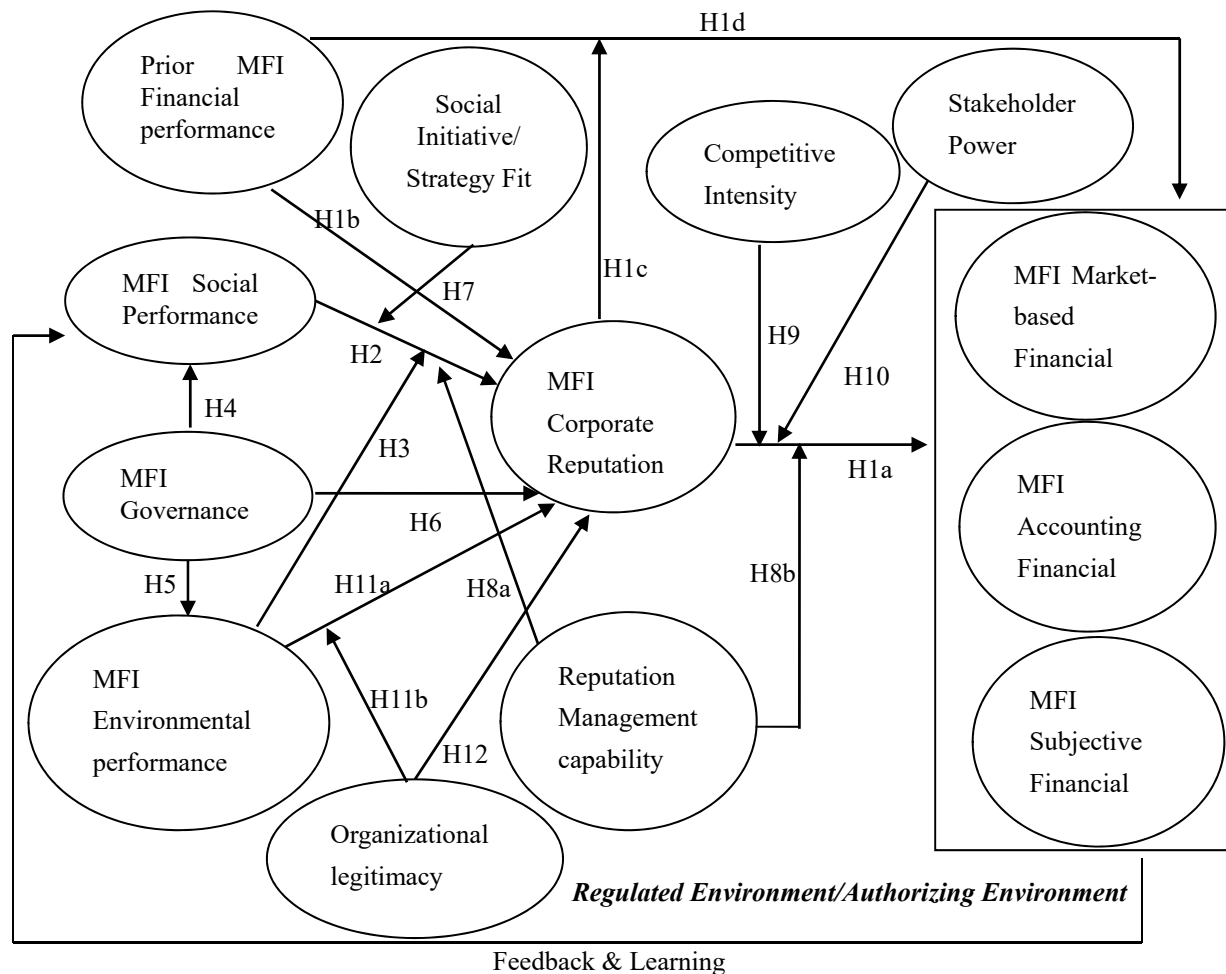 H1d
Prior MFI
Financial
performance
Social
Initiative/
Strategy Fit
Competitive
Intensity
Stakeholder
Power
H1b
H7
H1c
MFI Social
Performance
H2
H9
H10
MFI Market-
based
Financial
H4
H3
MFI
Corporate
Reputation
H1a
MFI
Governance
H6
MFI
Accounting
Financial
H5
H11a
H8a
H8b
MFI
Environmental
performance
H11b
H12
Reputation
Management
capability
MFI
Subjective
Financial
Organizational
legitimacy
Regulated Environment/Authorizing Environment
Feedback & Learning